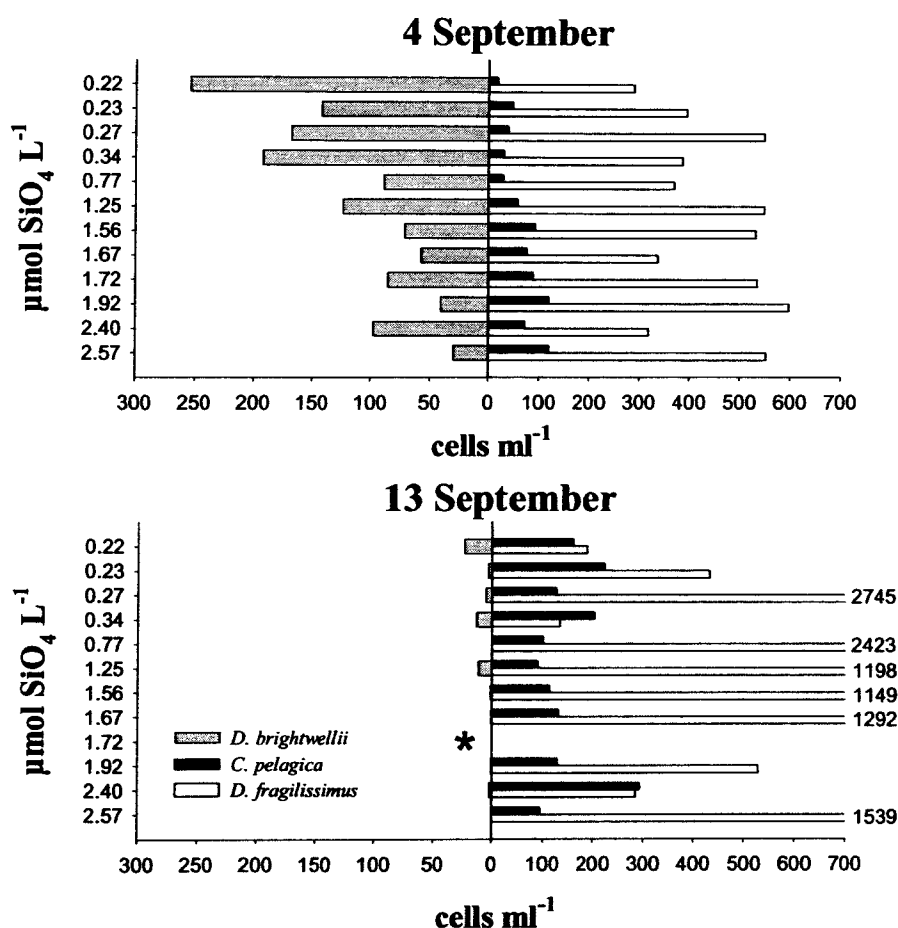 4 September
µmol SiO₄ L⁻¹
0.22
0.23
0.27
0.34
0.77
1.25
1.56
1.67
1.72
1.92
2.40
2.57
300 250 200 150 100 50 0 100 200 300 400 500 600 700
cells ml⁻¹
13 September
µmol SiO₄ L⁻¹
0.22
0.23
0.27 2745
0.34
0.77 2423
1.25 1198
1.56 1149
1.67 1292
1.72 *
1.92
2.40
2.57 1539
D. brightwellii
C. pelagica
D. fragilissimus
300 250 200 150 100 50 0 100 200 300 400 500 600 700
cells ml⁻¹